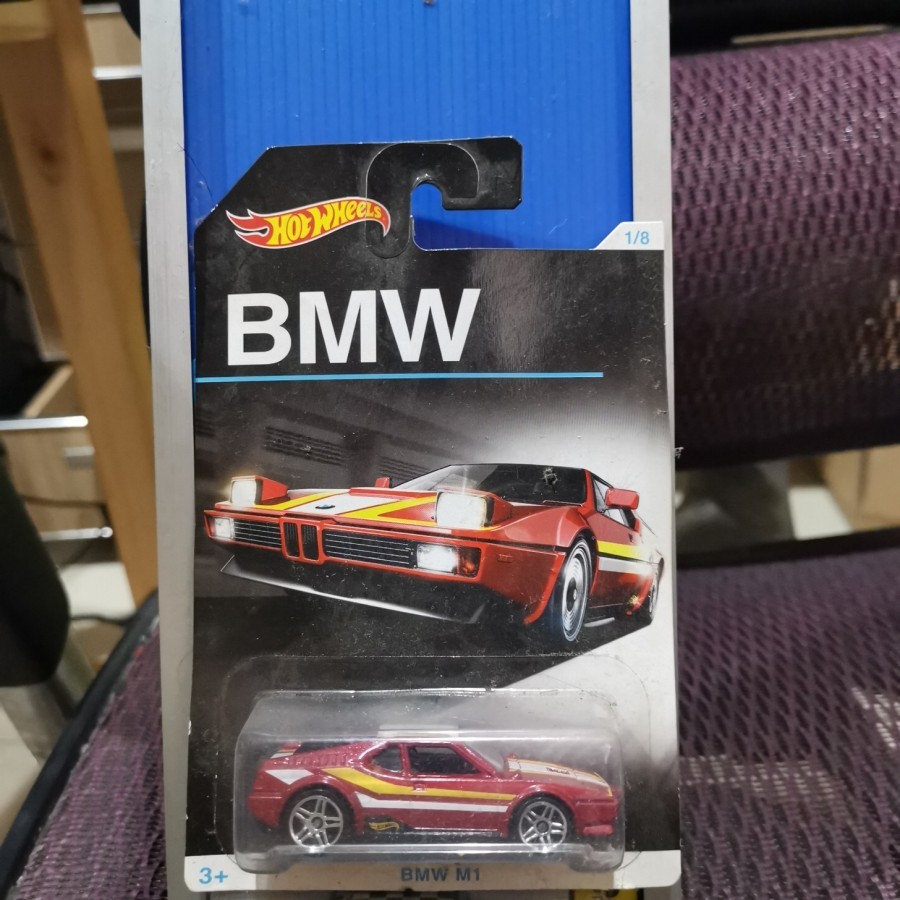 HOT WHEELS
1/8
BMW
3+
BMW M1